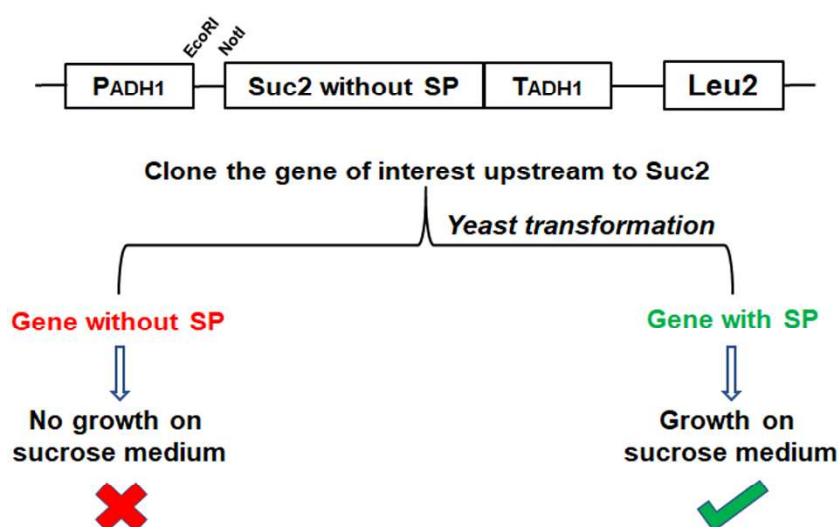 EcoRI
NotI
PADH1
Suc2 without SP
TADH1
Leu2
Clone the gene of interest upstream to Suc2
Yeast transformation
Gene without SP
Gene with SP
No growth on
sucrose medium
Growth on
sucrose medium